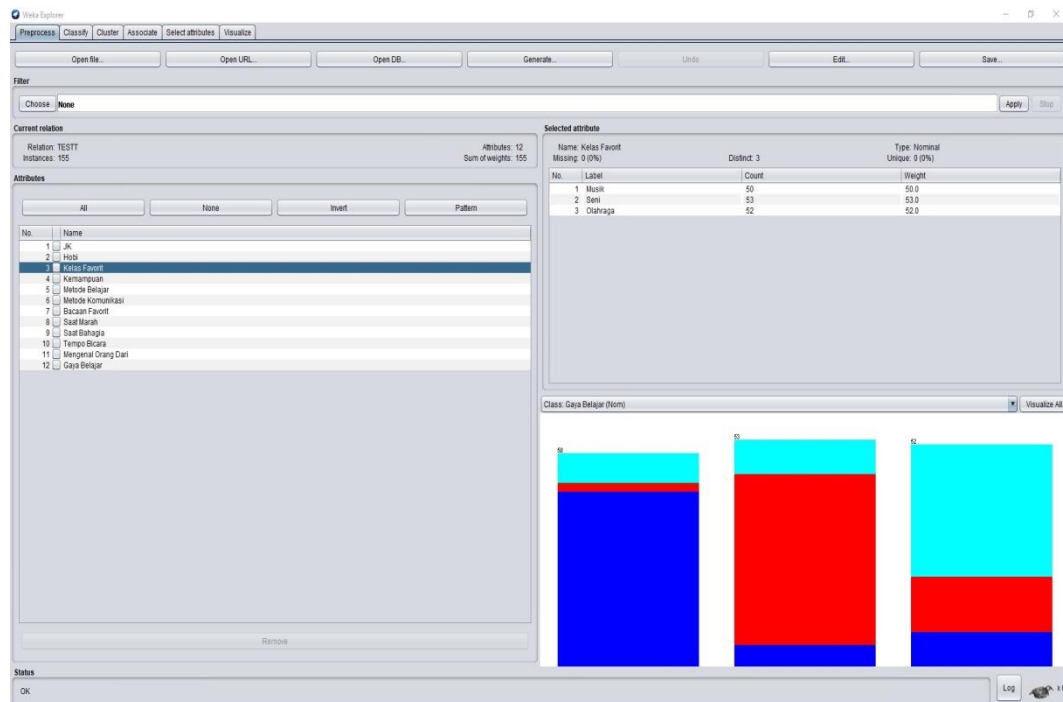 Weka Explorer
Preprocess Classify Cluster Associate Select attributes Visualize
Open file... Open URL... Open DB... Generate... Undo Edit... Save...
Filter
Choose None Apply Stop
Current relation
Relation: TESTT Attributes: 12
Instances: 155 Sum of weights: 155
Attributes
All None Invert Pattern
No. Name
1 JK
2 Hobi
3 Kelas Favorit
4 Kemampuan
5 Metode Belajar
6 Metode Komunikasi
7 Bacaan Favorit
8 Saat Marah
9 Saat Bahagia
10 Tempo Bicara
11 Mengenal Orang Dari
12 Gaya Belajar
Remove
Selected attribute
Name: Kelas Favorit Type: Nominal
Missing: 0 (0%) Distinct: 3 Unique: 0 (0%)
No. Label Count Weight
1 Musik 50 50.0
2 Seni 53 53.0
3 Olahraga 52 52.0
Class: Gaya Belajar (Nom) Visualize All
50 53 52
Status
OK Log